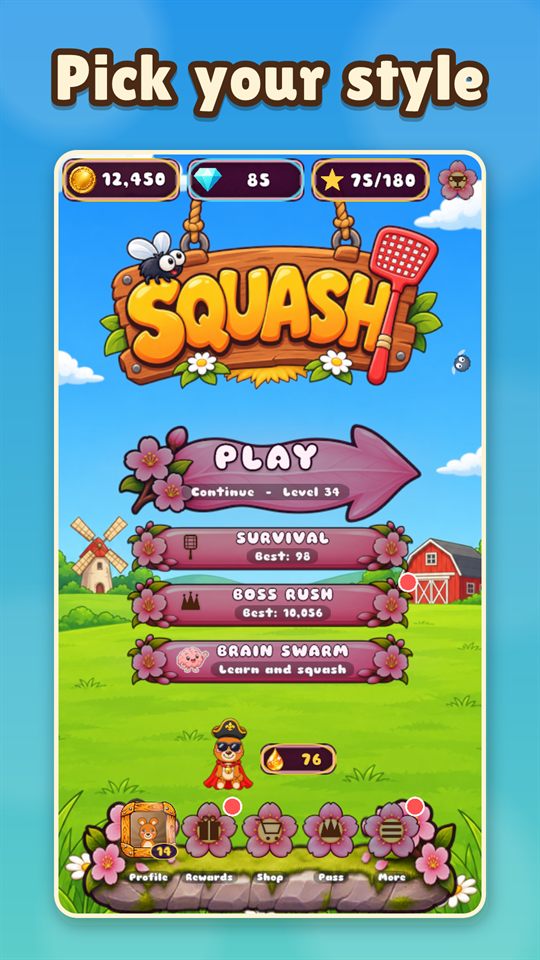 Pick your style
12,450 85 75/180
SQUASH
PLAY
Continue - Level 34
SURVIVAL
Best: 98
BOSS RUSH
Best: 10,056
BRAIN SWARM
Learn and squash
76
14
Profile Rewards Shop Pass More